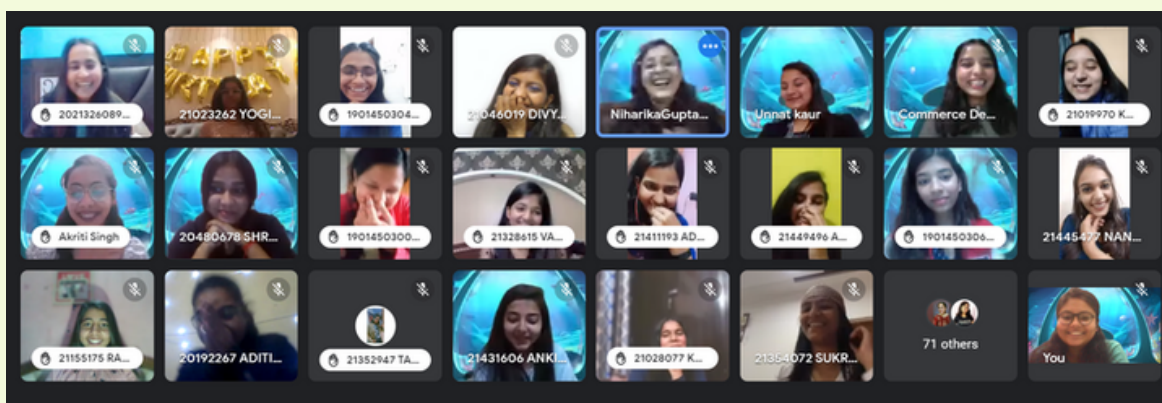 2021326089...
HAPPY
BIRTHDAY
21023262 YOGI...
1901450304...
21046019 DIVY...
NiharikaGupta...
Unnat kaur
Commerce De...
21019970 K...
Akriti Singh
20480678 SHR...
1901450300...
21328615 VA...
21411193 AD...
21449496 A...
1901450306...
21445477 NAN...
21155175 RA...
20192267 ADITI...
21352947 TA...
21431606 ANKI...
21028077 K...
21354072 SUKR...
71 others
You